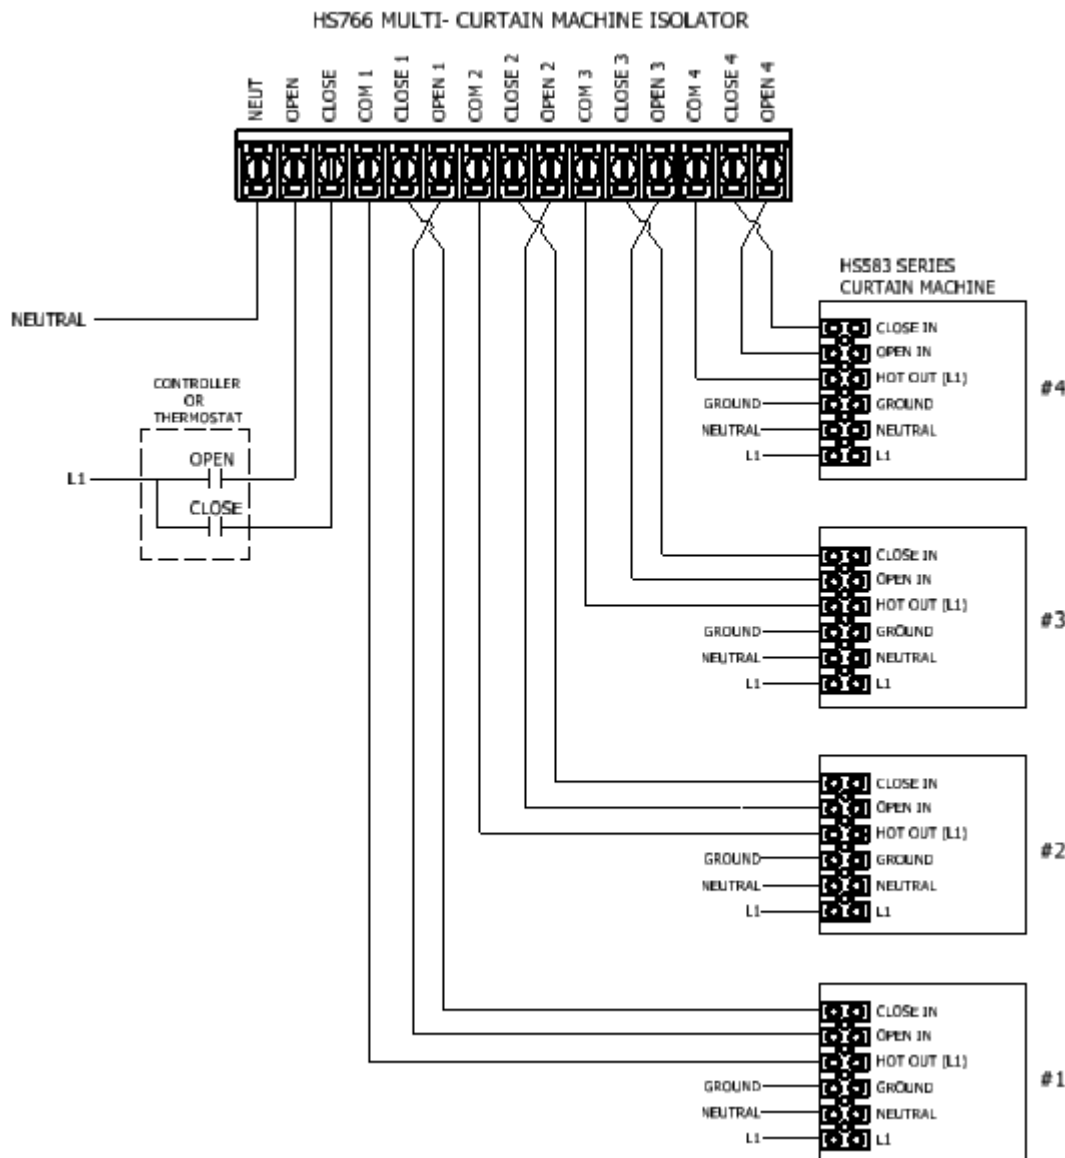 HS766 MULTI- CURTAIN MACHINE ISOLATOR
NEUT
OPEN
CLOSE
COM 1
CLOSE 1
OPEN 1
COM 2
CLOSE 2
OPEN 2
COM 3
CLOSE 3
OPEN 3
COM 4
CLOSE 4
OPEN 4
NEUTRAL
CONTROLLER
OR
THERMOSTAT
L1
OPEN
CLOSE
HS583 SERIES
CURTAIN MACHINE
CLOSE IN
OPEN IN
HOT OUT (L1)
GROUND GROUND
NEUTRAL NEUTRAL
L1 L1
#4
CLOSE IN
OPEN IN
HOT OUT (L1)
GROUND GROUND
NEUTRAL NEUTRAL
L1 L1
#3
CLOSE IN
OPEN IN
HOT OUT (L1)
GROUND GROUND
NEUTRAL NEUTRAL
L1 L1
#2
CLOSE IN
OPEN IN
HOT OUT (L1)
GROUND GROUND
NEUTRAL NEUTRAL
L1 L1
#1